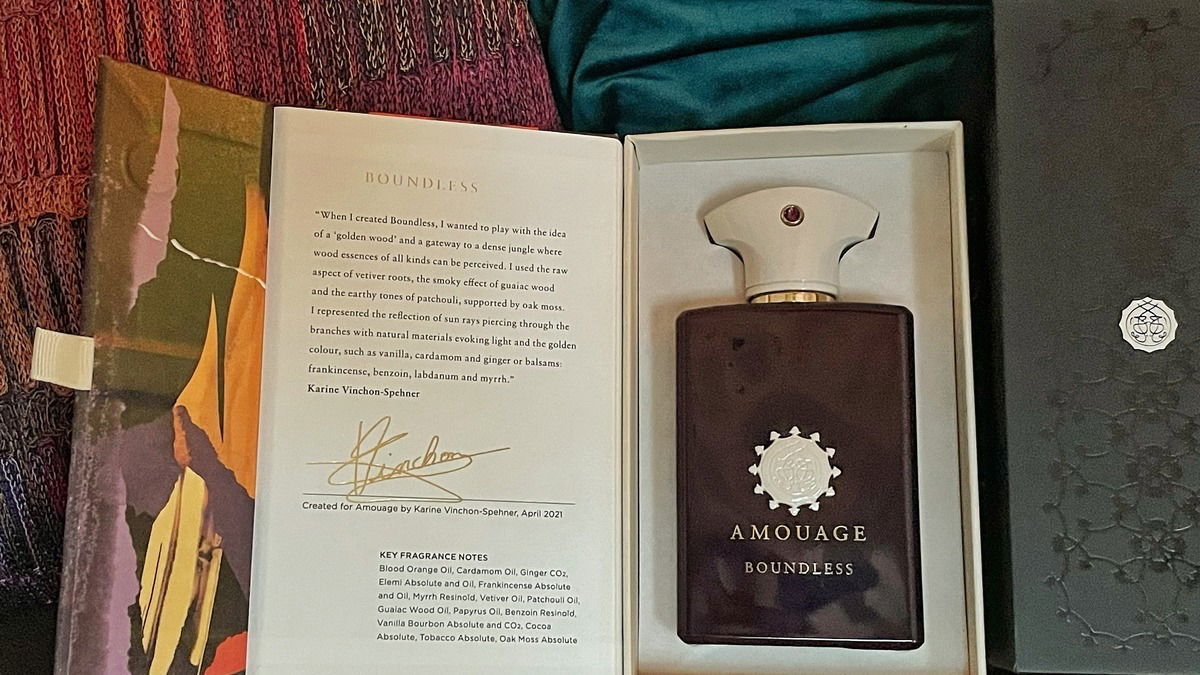 BOUNDLESS
“When I created Boundless, I wanted to play with the idea
of a ‘golden wood’ and a gateway to a dense jungle where
wood essences of all kinds can be perceived. I used the raw
aspect of vetiver roots, the smoky effect of guaiac wood
and the earthy tones of patchouli, supported by oak moss.
I represented the reflection of sun rays piercing through the
branches with natural materials evoking light and the golden
colour, such as vanilla, cardamom and ginger or balsams:
frankincense, benzoin, labdanum and myrrh.”
Karine Vinchon-Spehner
Vinchon
Created for Amouage by Karine Vinchon-Spehner, April 2021
KEY FRAGRANCE NOTES
Blood Orange Oil, Cardamom Oil, Ginger CO₂,
Elemi Absolute and Oil, Frankincense Absolute
and Oil, Myrrh Resinoïd, Vetiver Oil, Patchouli Oil,
Guaiac Wood Oil, Papyrus Oil, Benzoin Resinoïd,
Vanilla Bourbon Absolute and CO₂, Cocoa
Absolute, Tobacco Absolute, Oak Moss Absolute
AMOUAGE
BOUNDLESS